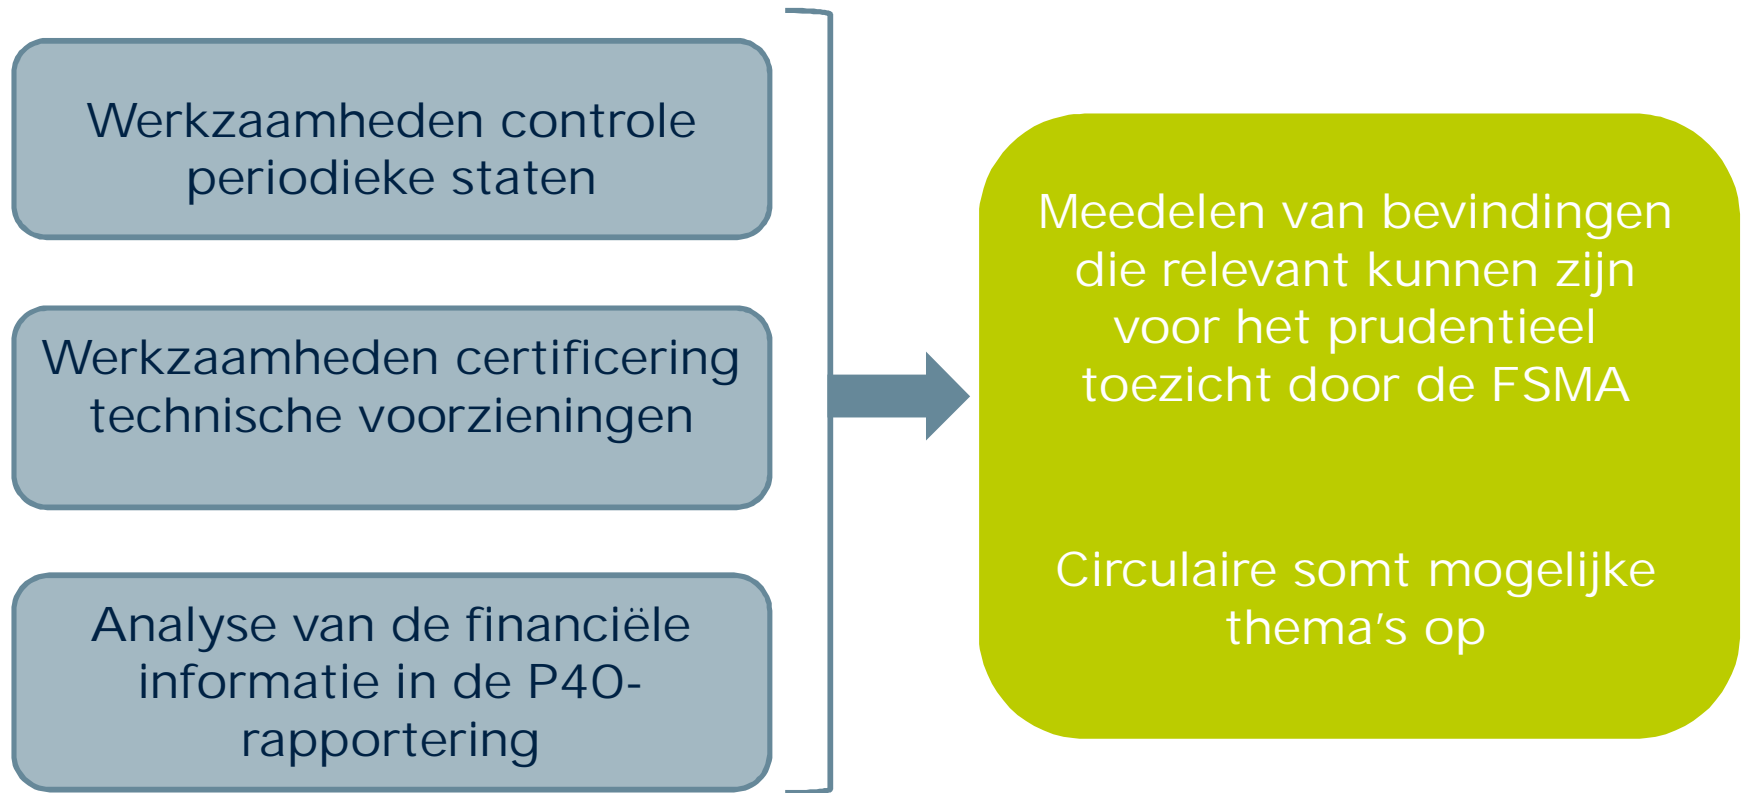 Werkzaamheden controle
periodieke staten
Werkzaamheden certificering
technische voorzieningen
Analyse van de financiële
informatie in de P40-
rapportering
Meedelen van bevindingen
die relevant kunnen zijn
voor het prudentieel
toezicht door de FSMA
Circulaire somt mogelijke
thema's op